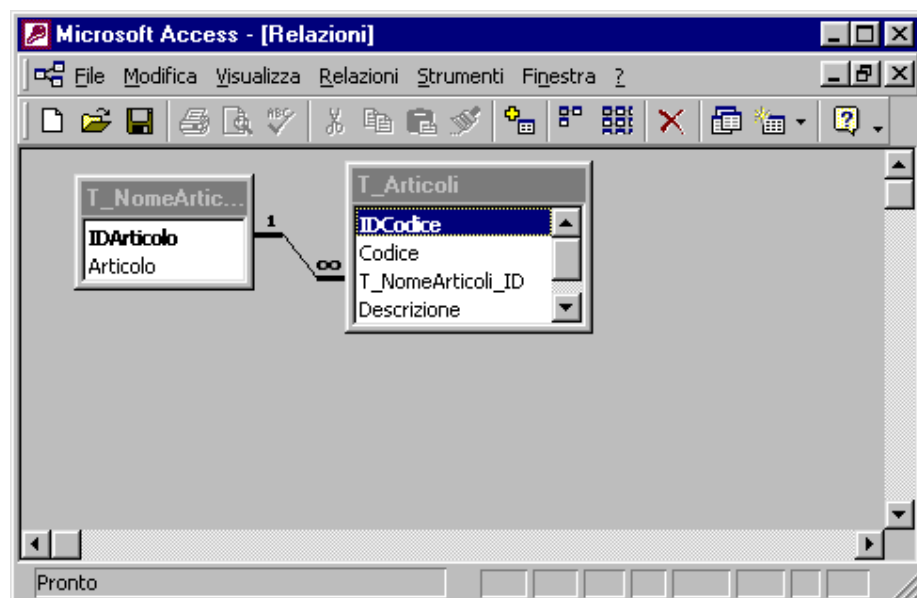 Microsoft Access - [Relazioni]
File Modifica Visualizza Relazioni Strumenti Finestra ?
ABC
T_NomeArtic...
IDArticolo
Articolo
1
∞
T_Articoli
IDCodice
Codice
T_NomeArticoli_ID
Descrizione
Pronto